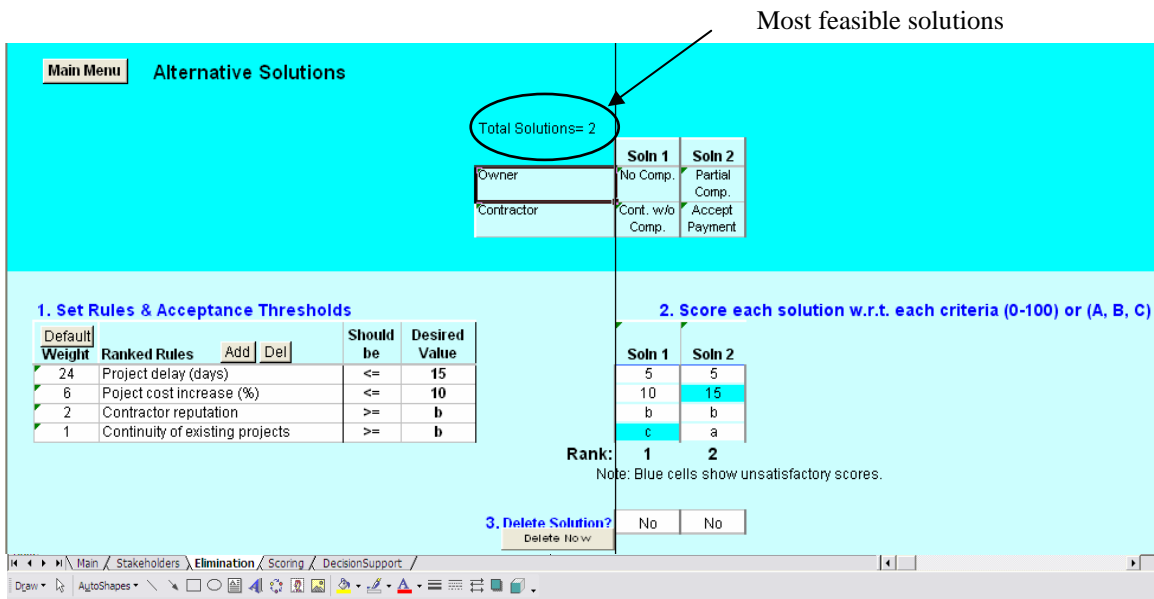 Most feasible solutions
Main Menu Alternative Solutions
Total Solutions= 2
Soln 1 Soln 2
Owner No Comp. Partial
Comp.
Contractor Cont. w/o Accept
Comp. Payment
1. Set Rules & Acceptance Thresholds 2. Score each solution w.r.t. each criteria (0-100) or (A, B, C)
Default Should Desired
Weight Ranked Rules Add Del be Value Soln 1 Soln 2
24 Project delay (days) <= 15 5 5
6 Poject cost increase (%) <= 10 10 15
2 Contractor reputation >= b b b
1 Continuity of existing projects >= b c a
Rank: 1 2
Note: Blue cells show unsatisfactory scores.
3. Delete Solution? No No
Delete Now
Main / Stakeholders \ Elimination / Scoring / DecisionSupport /
Draw AutoShapes